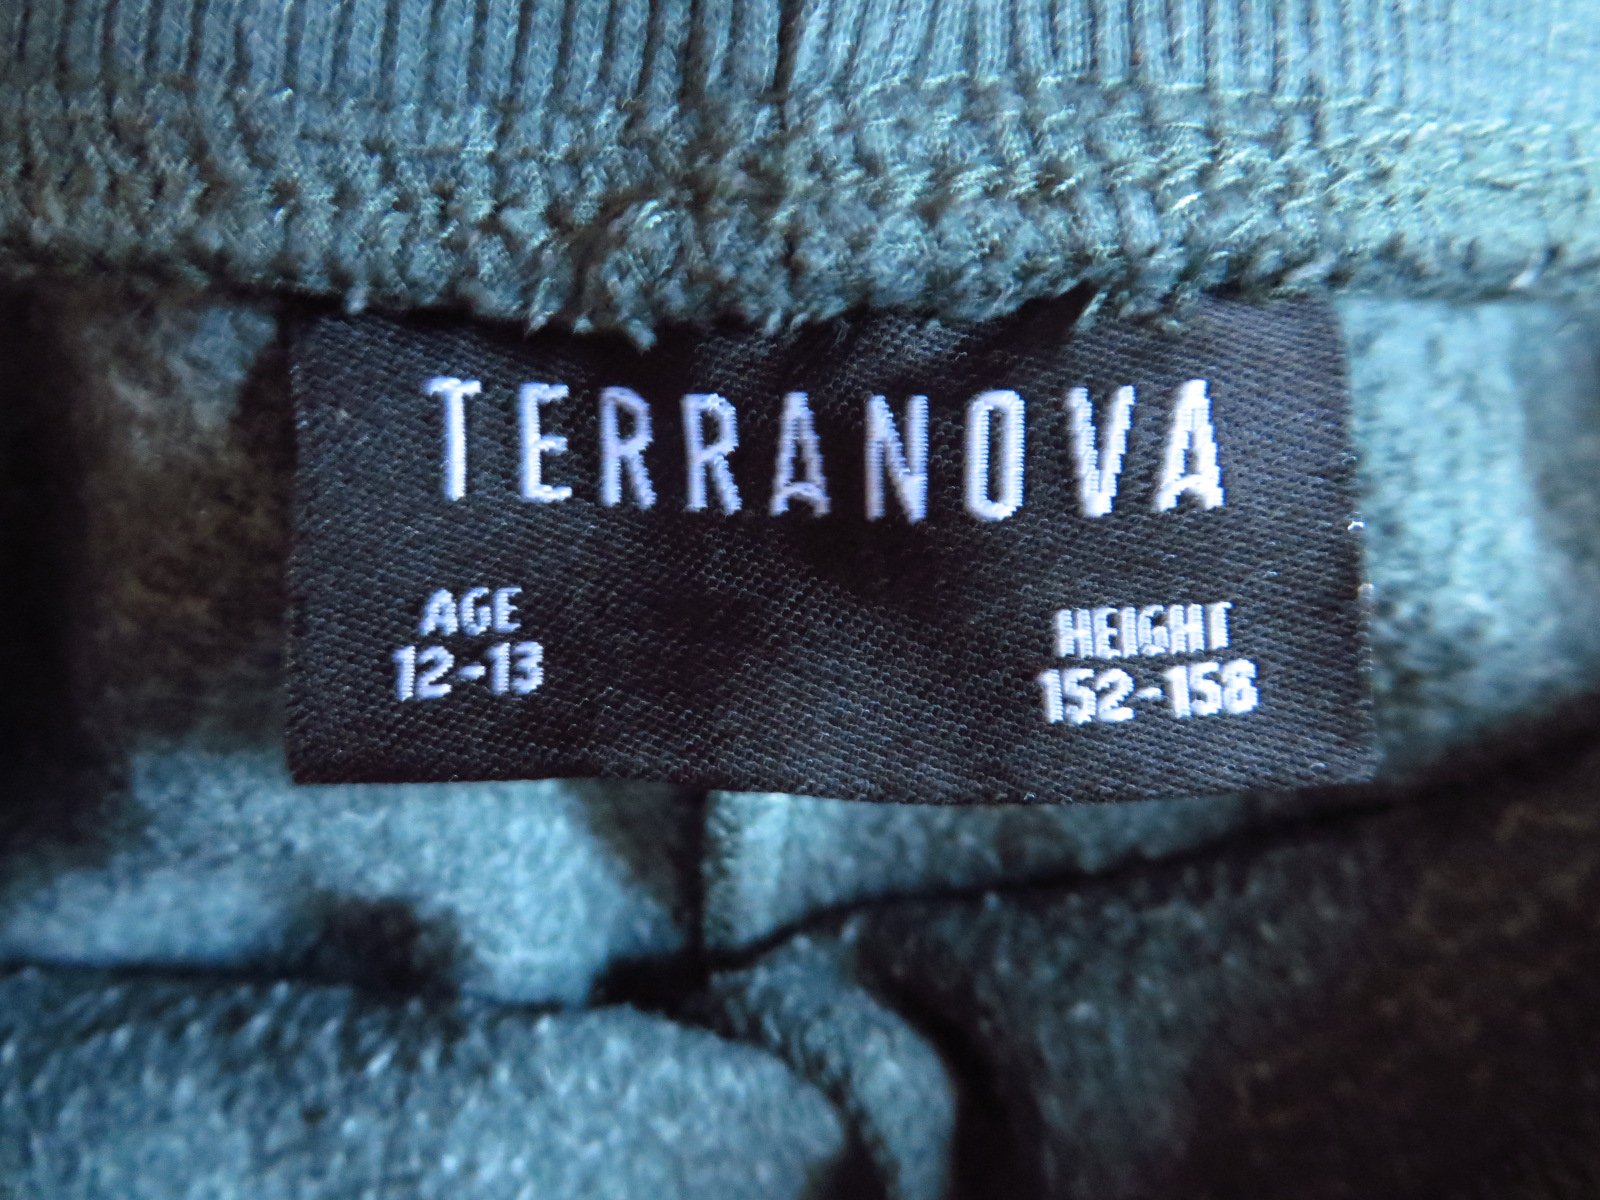 TERRANOVA
AGE
12-13
HEIGHT
152-158